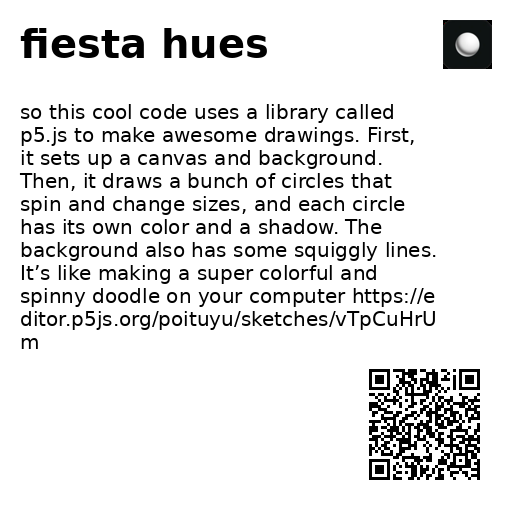 fiesta hues
so this cool code uses a library called
p5.js to make awesome drawings. First,
it sets up a canvas and background.
Then, it draws a bunch of circles that
spin and change sizes, and each circle
has its own color and a shadow. The
background also has some squiggly lines.
It’s like making a super colorful and
spinny doodle on your computer https://e
ditor.p5js.org/poituyu/sketches/vTpCuHrU
m